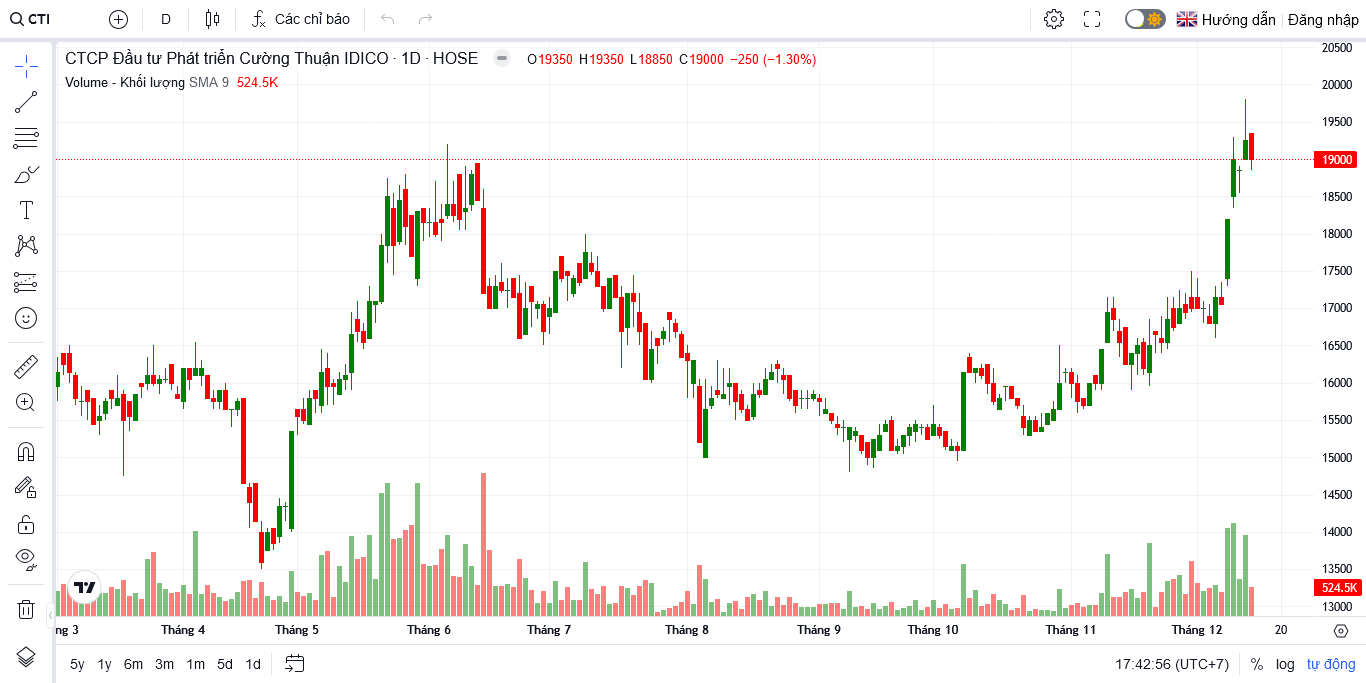 CTI D Các chỉ báo Hướng dẫn Đăng nhập
CTCP Đầu tư Phát triển Cường Thuận IDICO · 1D · HOSE O19350 H19350 L18850 C19000 −250 (−1.30%)
Volume - Khối lượng SMA 9 524.5K
20500
20000
19500
19000
18500
18000
17500
17000
16500
16000
15500
15000
14500
14000
13500
524.5K
13000
ng 3 Tháng 4 Tháng 5 Tháng 6 Tháng 7 Tháng 8 Tháng 9 Tháng 10 Tháng 11 Tháng 12 20
5y 1y 6m 3m 1m 5d 1d 17:42:56 (UTC+7) % log tự động